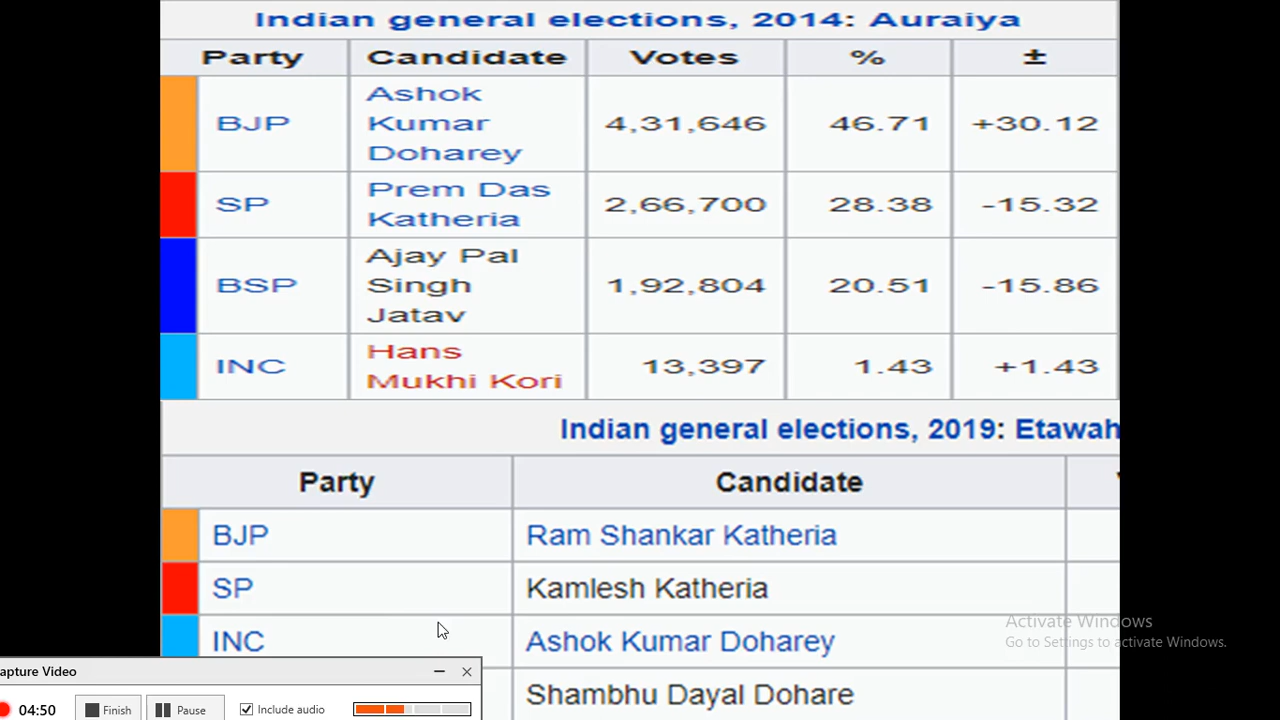 Indian general elections, 2014: Auraiya
Party Candidate Votes % ±
BJP Ashok Kumar Doharey 4,31,646 46.71 +30.12
SP Prem Das Katheria 2,66,700 28.38 -15.32
BSP Ajay Pal Singh Jatav 1,92,804 20.51 -15.86
INC Hans Mukhi Kori 13,397 1.43 +1.43
Indian general elections, 2019: Etawah
Party Candidate
BJP Ram Shankar Katheria
SP Kamlesh Katheria
INC Ashok Kumar Doharey
Shambhu Dayal Dohare
Activate Windows
Go to Settings to activate Windows.
apture Video
04:50 Finish Pause Include audio